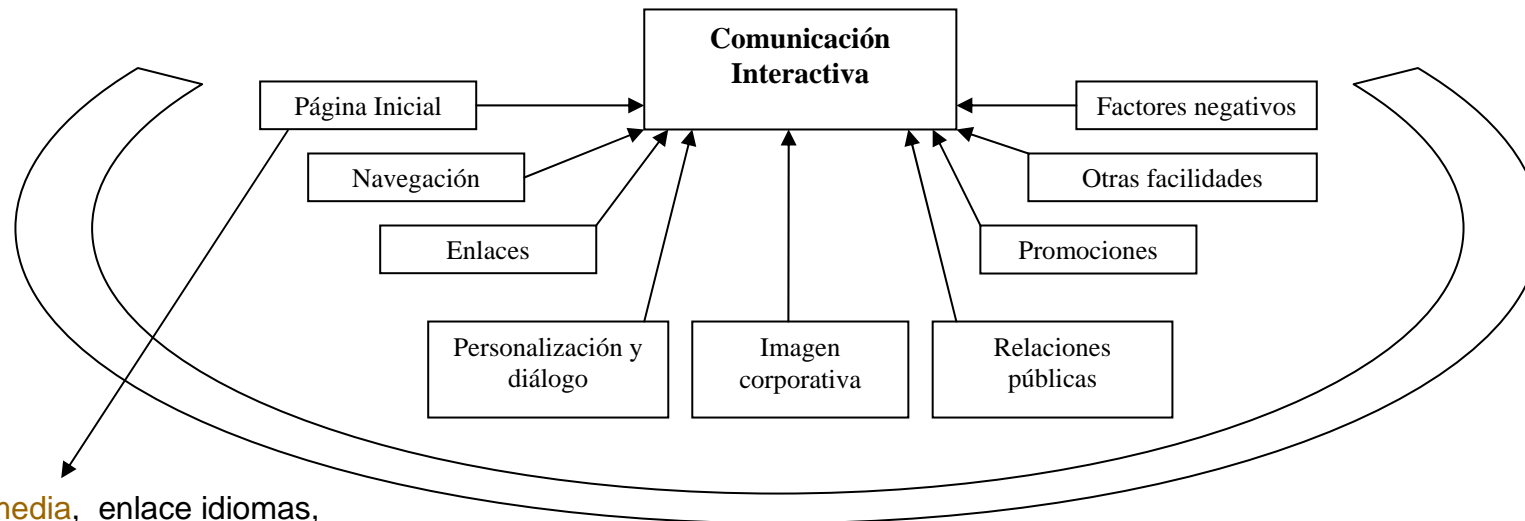 Comunicación
Interactiva
Página Inicial
Factores negativos
Navegación
Otras facilidades
Enlaces
Promociones
Personalización y
diálogo
Imagen
corporativa
Relaciones
públicas
media, enlace idiomas,